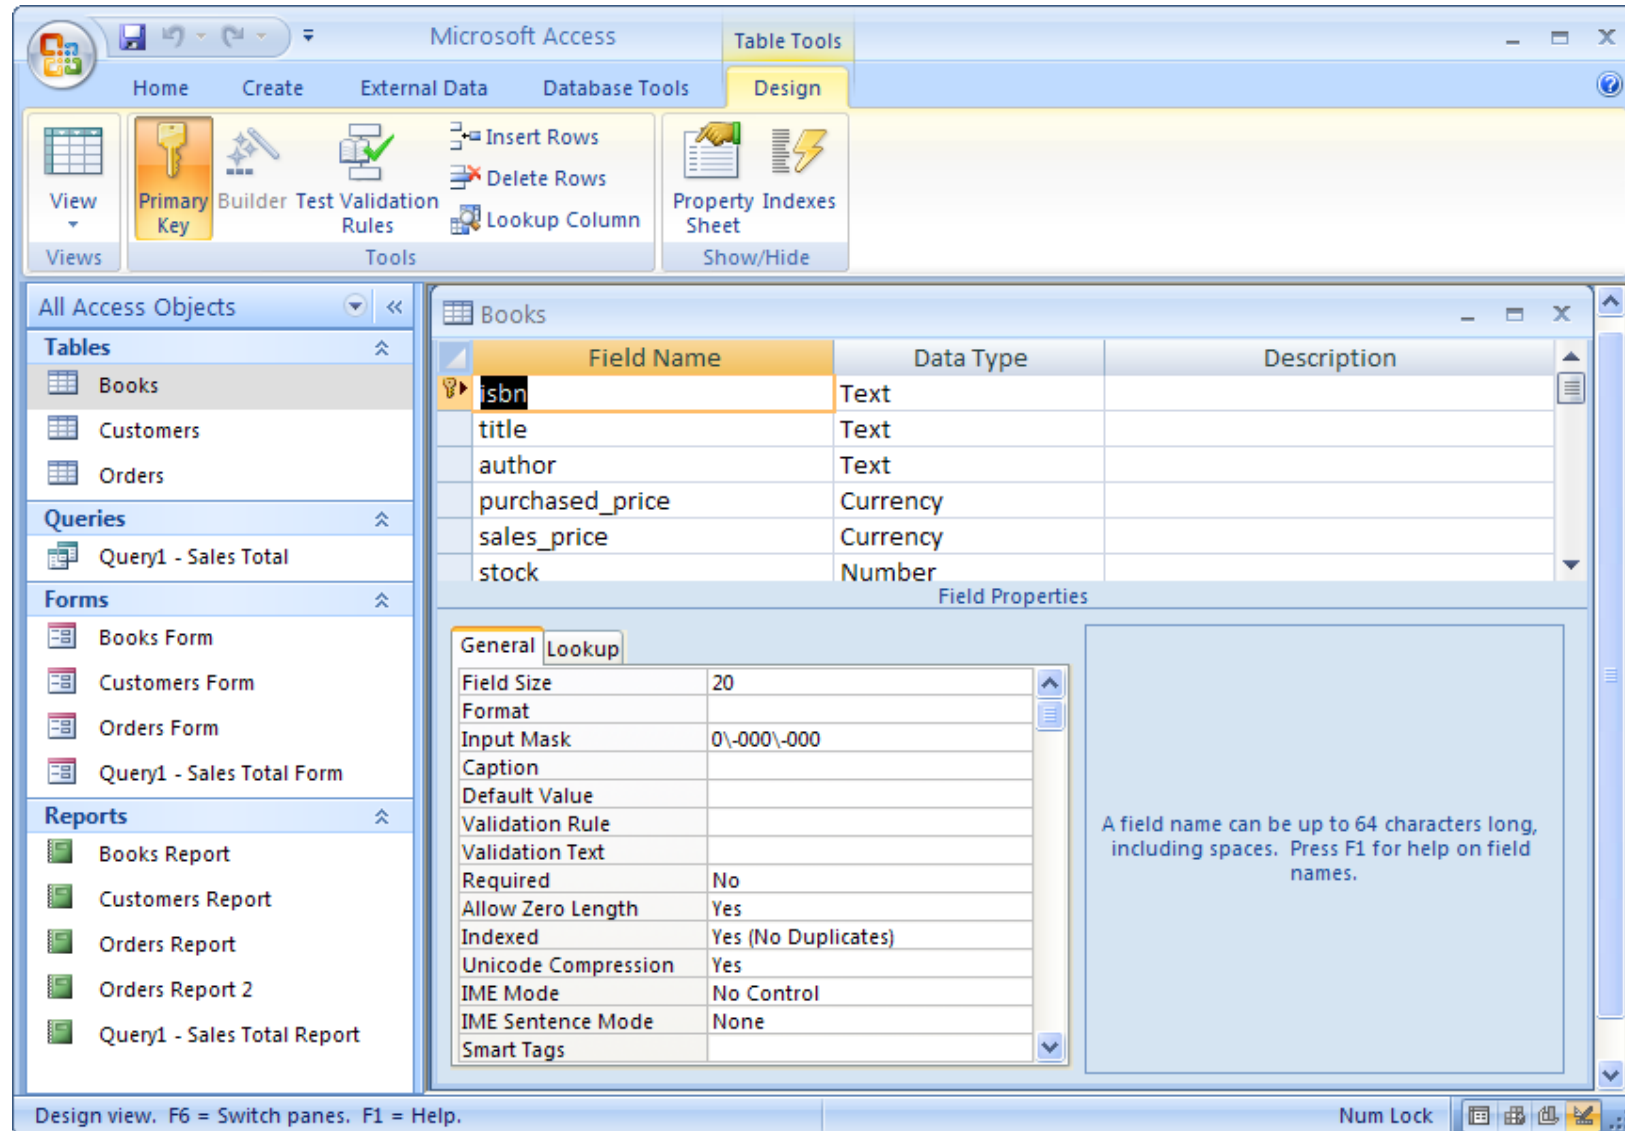 Microsoft Access
Table Tools
Home Create External Data Database Tools Design
View
Primary Key
Builder
Test Validation Rules
Insert Rows
Delete Rows
Lookup Column
Property Sheet
Indexes
Views Tools Show/Hide
All Access Objects
Tables
Books
Customers
Orders
Queries
Query1 - Sales Total
Forms
Books Form
Customers Form
Orders Form
Query1 - Sales Total Form
Reports
Books Report
Customers Report
Orders Report
Orders Report 2
Query1 - Sales Total Report
Books
Field Name Data Type Description
isbn Text
title Text
author Text
purchased_price Currency
sales_price Currency
stock Number
Field Properties
General Lookup
Field Size 20
Format
Input Mask 0\-000\-000
Caption
Default Value
Validation Rule
Validation Text
Required No
Allow Zero Length Yes
Indexed Yes (No Duplicates)
Unicode Compression Yes
IME Mode No Control
IME Sentence Mode None
Smart Tags
A field name can be up to 64 characters long,
including spaces. Press F1 for help on field
names.
Design view. F6 = Switch panes. F1 = Help.
Num Lock